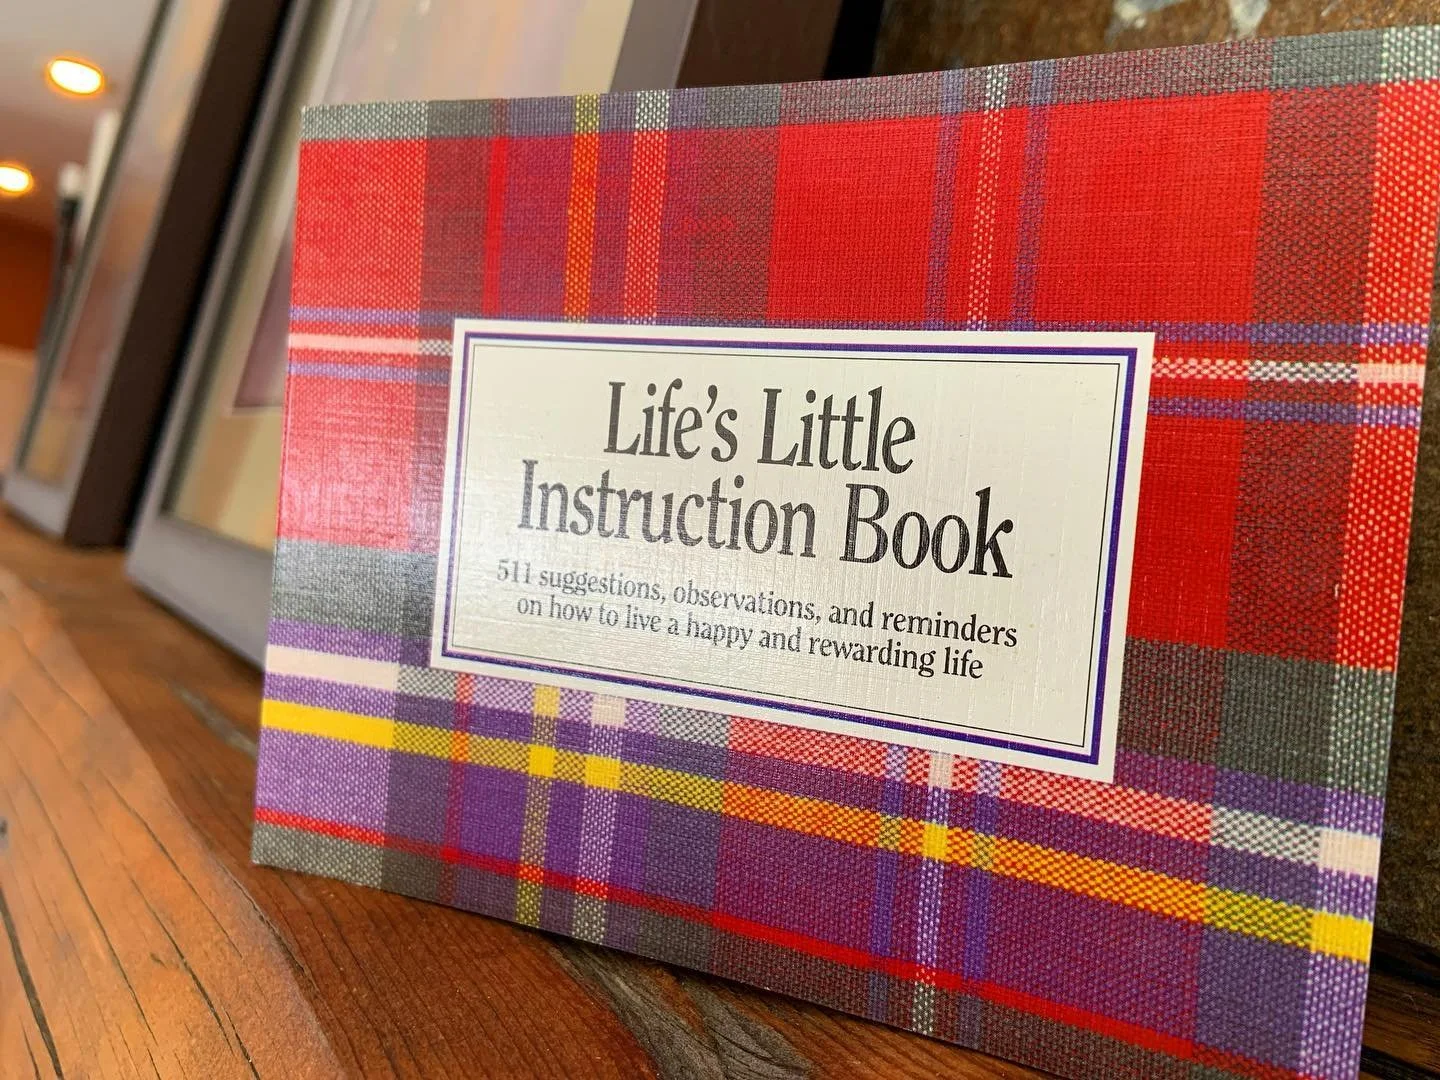 Life's Little
Instruction Book
511 suggestions, observations, and reminders
on how to live a happy and rewarding life